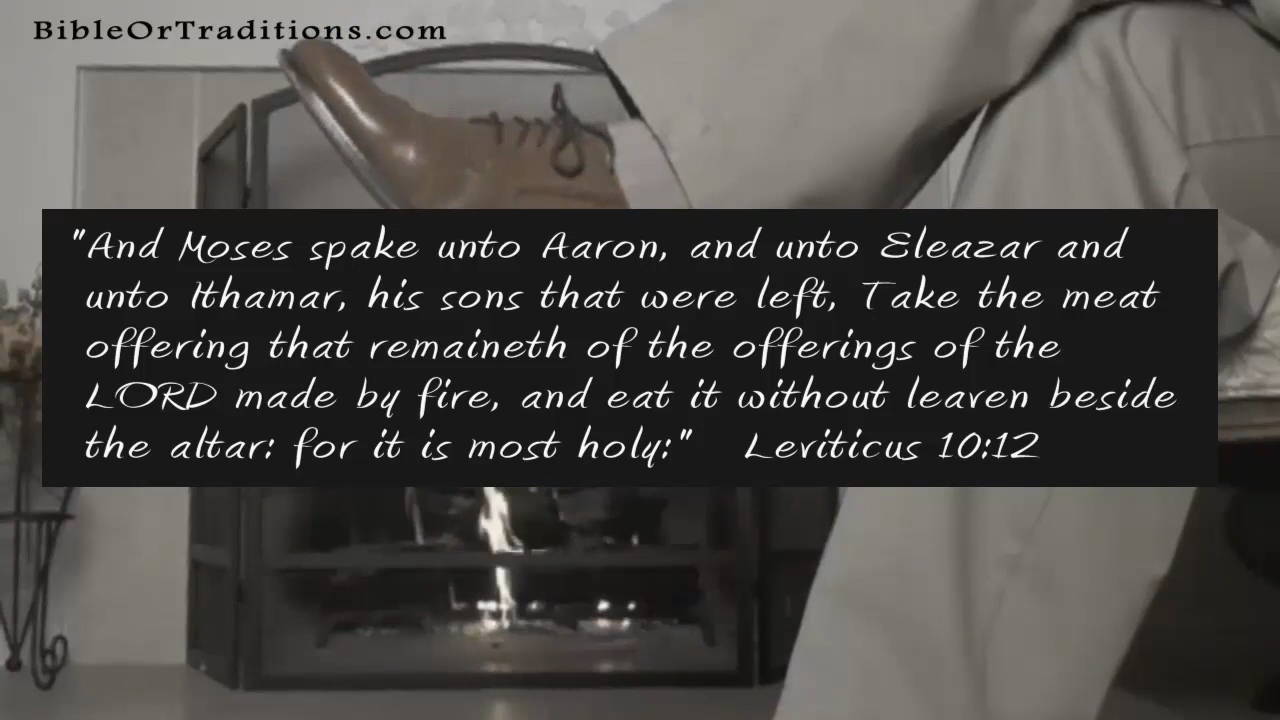 BibleOrTraditions.com
"And Moses spake unto Aaron, and unto Eleazar and
unto Ithamar, his sons that were left, Take the meat
offering that remaineth of the offerings of the
LORD made by fire, and eat it without leaven beside
the altar: for it is most holy:" Leviticus 10:12